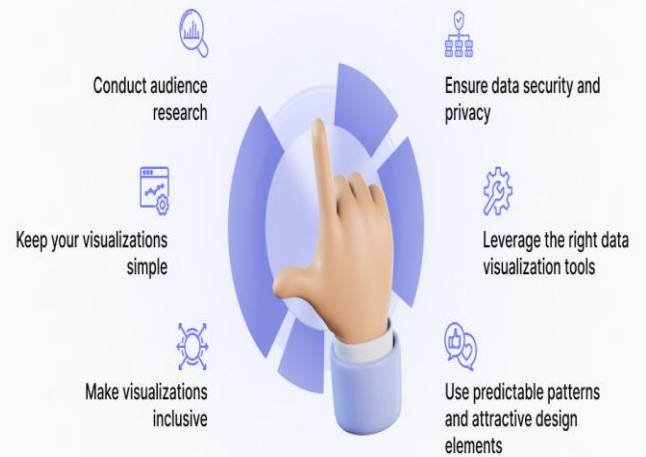 Conduct audience
research
Keep your visualizations
simple
Make visualizations
inclusive
Ensure data security and
privacy
Leverage the right data
visualization tools
Use predictable patterns
and attractive design
elements